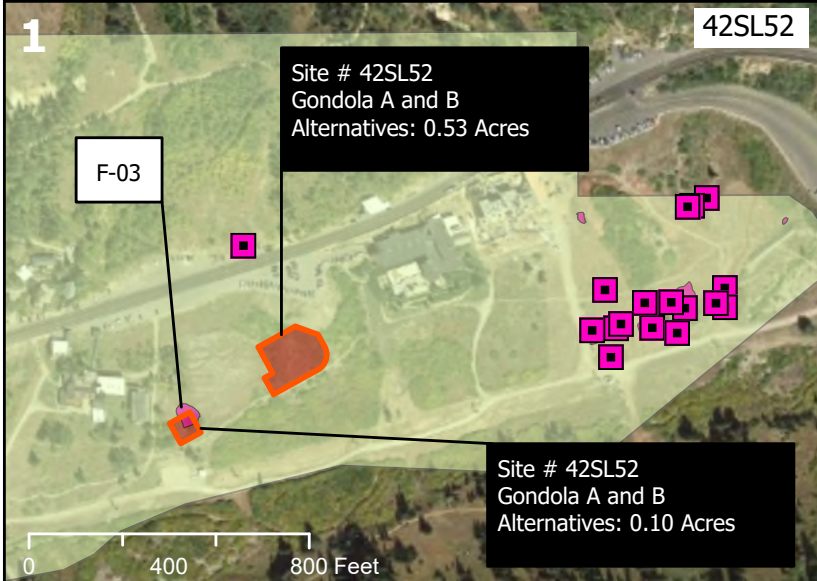 1
42SL52
Site # 42SL52
Gondola A and B
Alternatives: 0.53 Acres
F-03
Site # 42SL52
Gondola A and B
Alternatives: 0.10 Acres
0 400 800 Feet